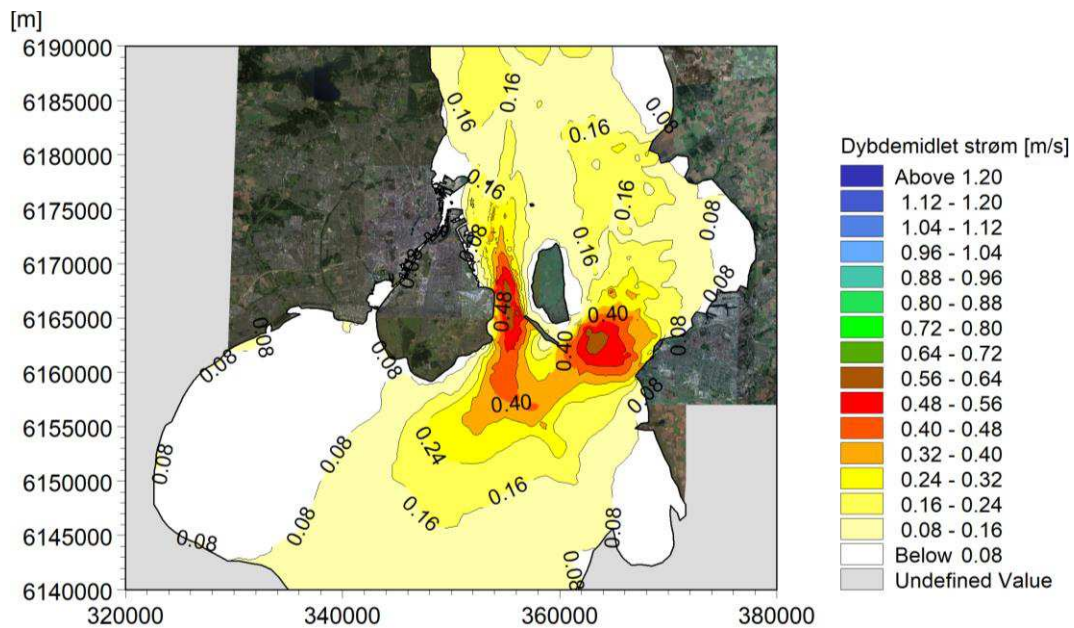 [m]
6190000
6185000
6180000
6175000
6170000
6165000
6160000
6155000
6150000
6145000
6140000
320000 340000 360000 380000
0.16
0.16
0.08
0.16
0.16
0.16
0.08
0.08
0.16
0.08
0.48
0.40
0.40
0.08
0.08
0.08
0.08
0.08
0.40
0.24
0.08
0.08
0.16
0.16
0.08
0.08
0.08
0.08
Dybdemidlet strøm [m/s]
Above 1.20
1.12 - 1.20
1.04 - 1.12
0.96 - 1.04
0.88 - 0.96
0.80 - 0.88
0.72 - 0.80
0.64 - 0.72
0.56 - 0.64
0.48 - 0.56
0.40 - 0.48
0.32 - 0.40
0.24 - 0.32
0.16 - 0.24
0.08 - 0.16
Below 0.08
Undefined Value